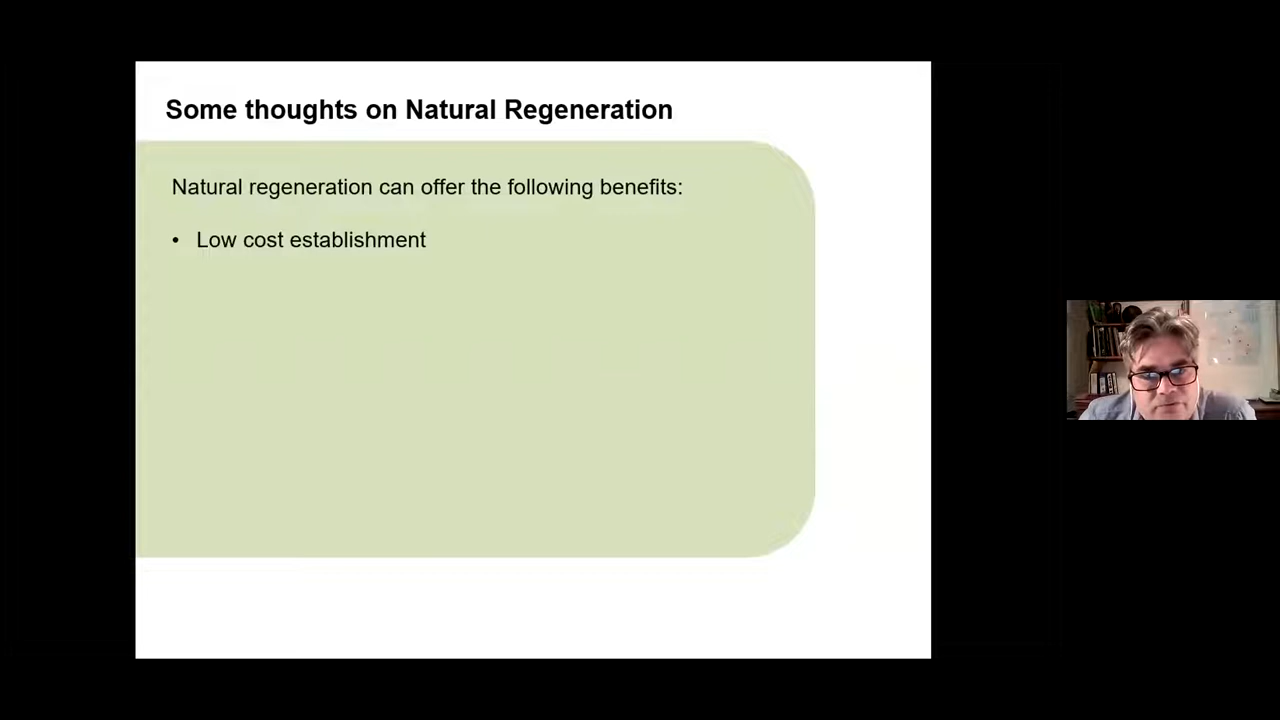 Some thoughts on Natural Regeneration
Natural regeneration can offer the following benefits:
• Low cost establishment